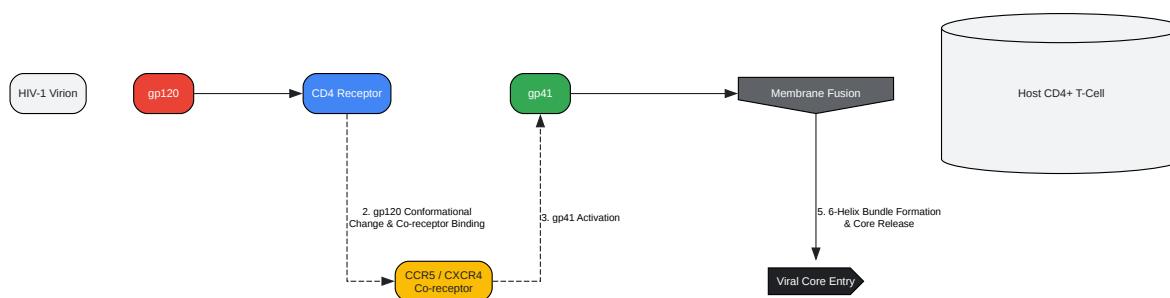 HIV-1 Virion
gp120
CD4 Receptor
gp41
Membrane Fusion
Host CD4+ T-Cell
2. gp120 Conformational
Change & Co-receptor Binding
3. gp41 Activation
5. 6-Helix Bundle Formation
& Core Release
CCR5 / CXCR4
Co-receptor
Viral Core Entry